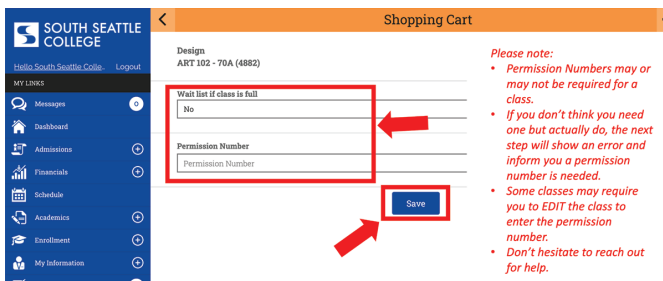 SOUTH SEATTLE
COLLEGE
Hello South Seattle Colle.. Logout
MY LINKS
Messages 0
Dashboard
Admissions
Financials
Schedule
Academics
Enrollment
My Information
Shopping Cart
Design
ART 102 - 70A (4882)
Wait list if class is full
No
Permission Number
Permission Number
Save
Please note:
• Permission Numbers may or
may not be required for a
class.
• If you don't think you need
one but actually do, the next
step will show an error and
inform you a permission
number is needed.
• Some classes may require
you to EDIT the class to
enter the permission
number.
• Don't hesitate to reach out
for help.